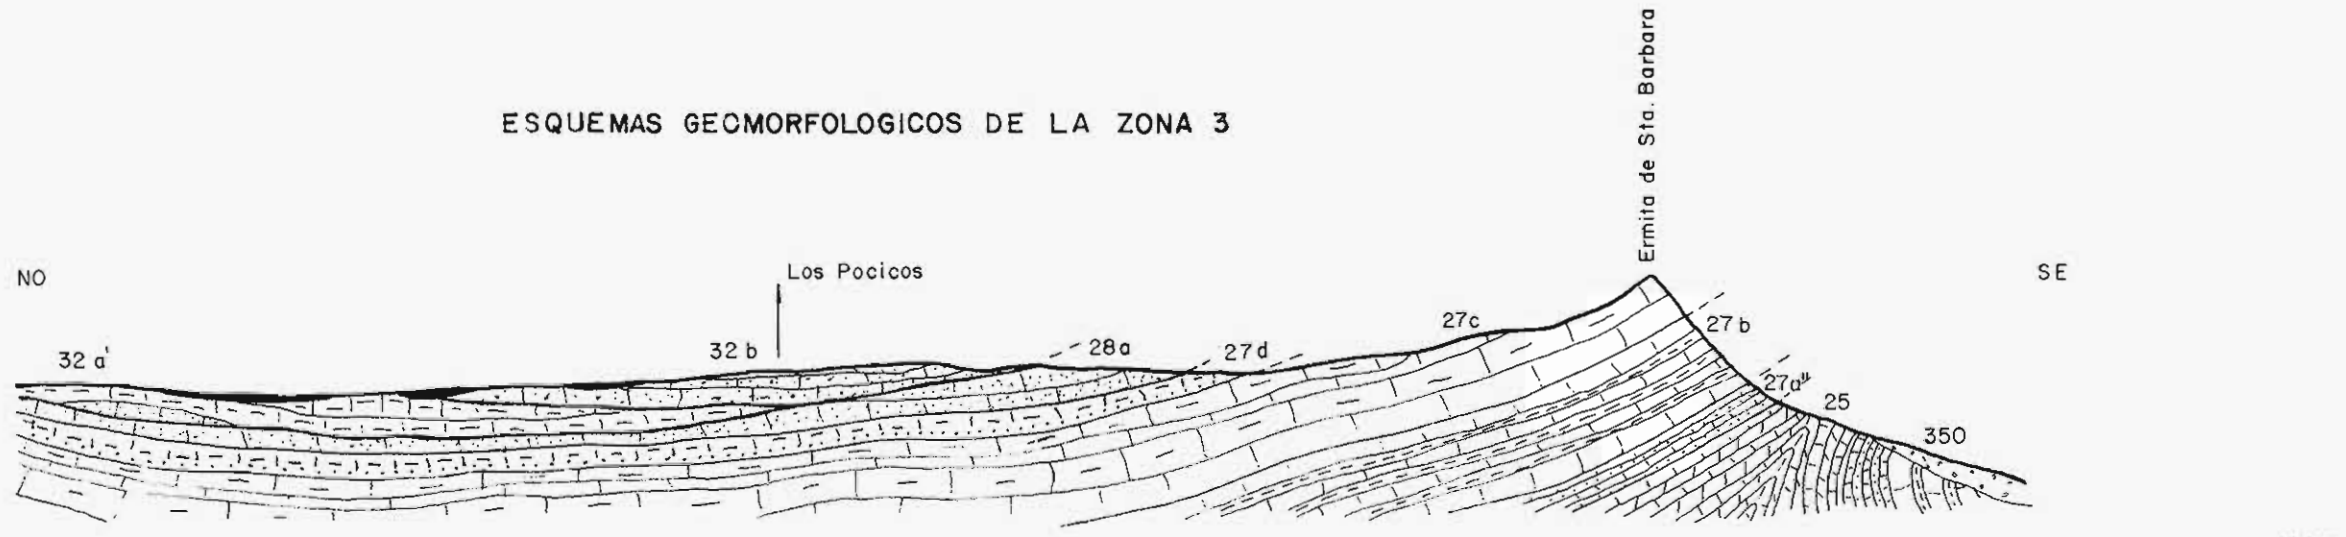 Ermita de Sta. Barbara
ESQUEMAS GEOMORFOLOGICOS DE LA ZONA 3
NO
Los Pocicos
SE
32 a'
32 b
28a
27d
27c
27 b
27a"
25
350